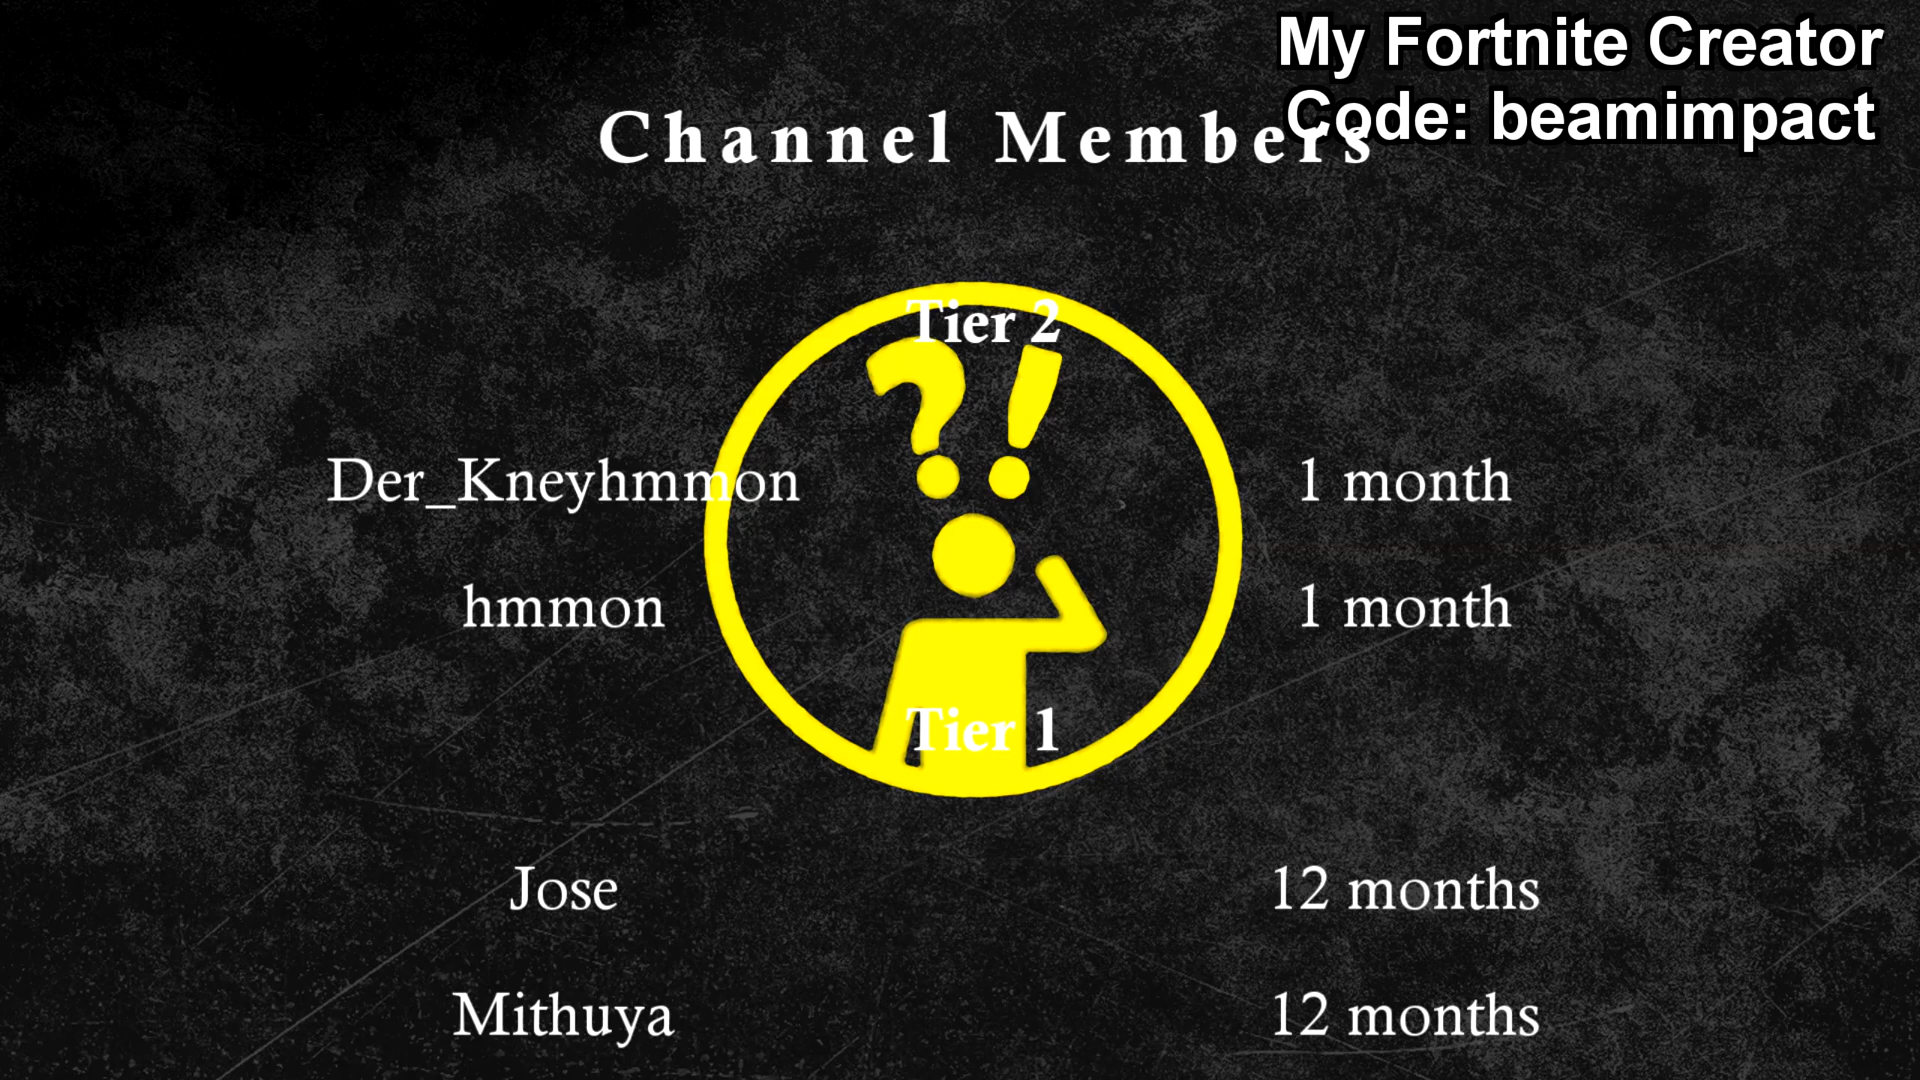 My Fortnite Creator
Code: beamimpact
Channel Members
Tier 2
Der_Kneyhmmon 1 month
hmmon 1 month
Tier 1
Jose 12 months
Mithuya 12 months